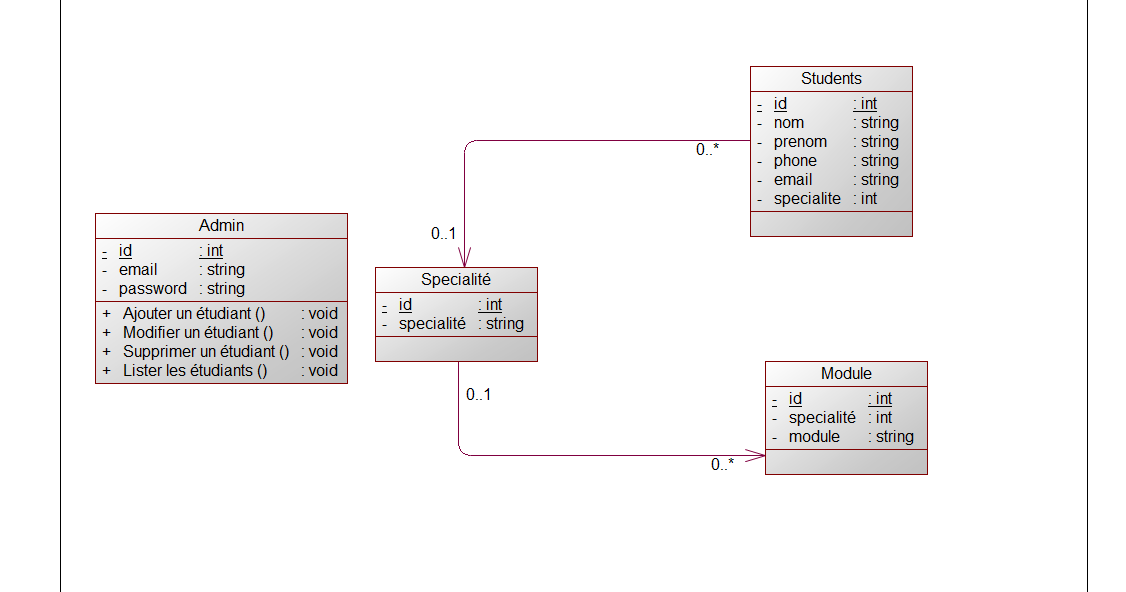 Students
- id : int
- nom : string
- prenom : string
- phone : string
- email : string
- specialite : int
0..*
0..1
Admin
- id : int
- email : string
- password : string
+ Ajouter un étudiant () : void
+ Modifier un étudiant () : void
+ Supprimer un étudiant () : void
+ Lister les étudiants () : void
Specialité
- id : int
- specialité : string
0..1
0..*
Module
- id : int
- specialité : int
- module : string